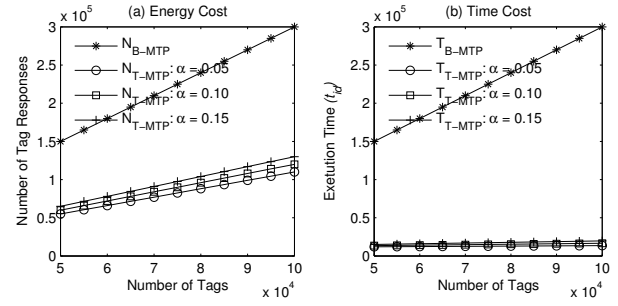 (a) Energy Cost
x 10^5
3
2.5
2
1.5
1
0.5
0
5 6 7 8 9 10
x 10^4
Number of Tags
Number of Tag Responses
N_B−MTP
N_T−MTP: α = 0.05
N_T−MTP: α = 0.10
N_T−MTP: α = 0.15
(b) Time Cost
x 10^5
3
2.5
2
1.5
1
0.5
0
5 6 7 8 9 10
x 10^4
Number of Tags
Exetution Time (t_id)
T_B−MTP
T_T−MTP: α = 0.05
T_T−MTP: α = 0.10
T_T−MTP: α = 0.15